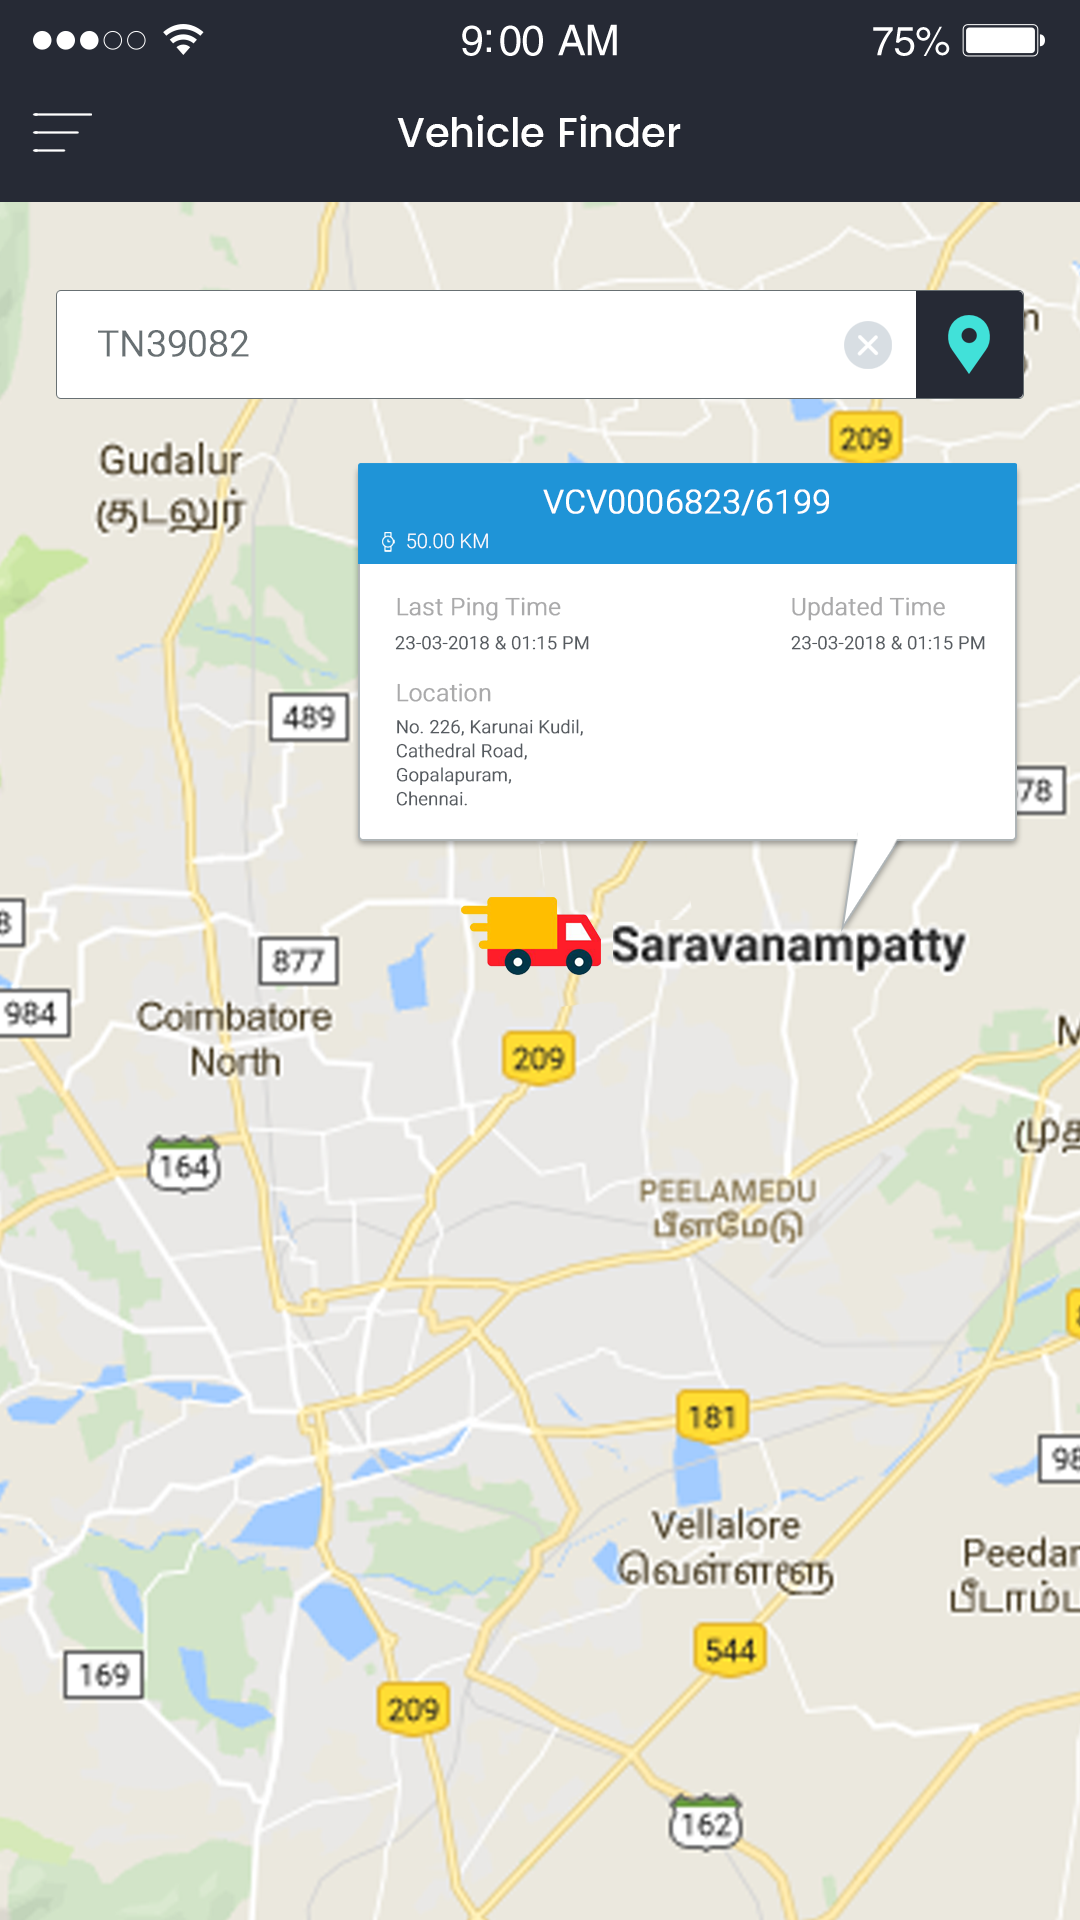 9:00 AM
75%
Vehicle Finder
TN39082
209
Gudalur
குடலூர்
VCV0006823/6199
50.00 KM
Last Ping Time
Updated Time
23-03-2018 & 01:15 PM
23-03-2018 & 01:15 PM
Location
No. 226, Karunai Kudil,
Cathedral Road,
Gopalapuram,
Chennai.
489
78
8
Saravanampatty
877
984
Coimbatore
North
209
M
164
PEELAMEDU
பீளமேடு
181
98
Vellalore
வெள்ளளூ
Peedar
பீடாம்ப
544
169
209
162